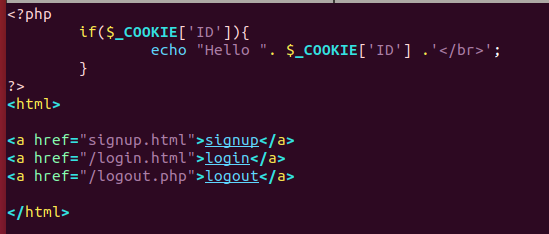 <?php
        if($_COOKIE['ID']){
                echo "Hello ". $_COOKIE['ID'] .'</br>';
        }
?>
<html>

<a href="signup.html">signup</a>
<a href="/login.html">login</a>
<a href="/logout.php">logout</a>

</html>